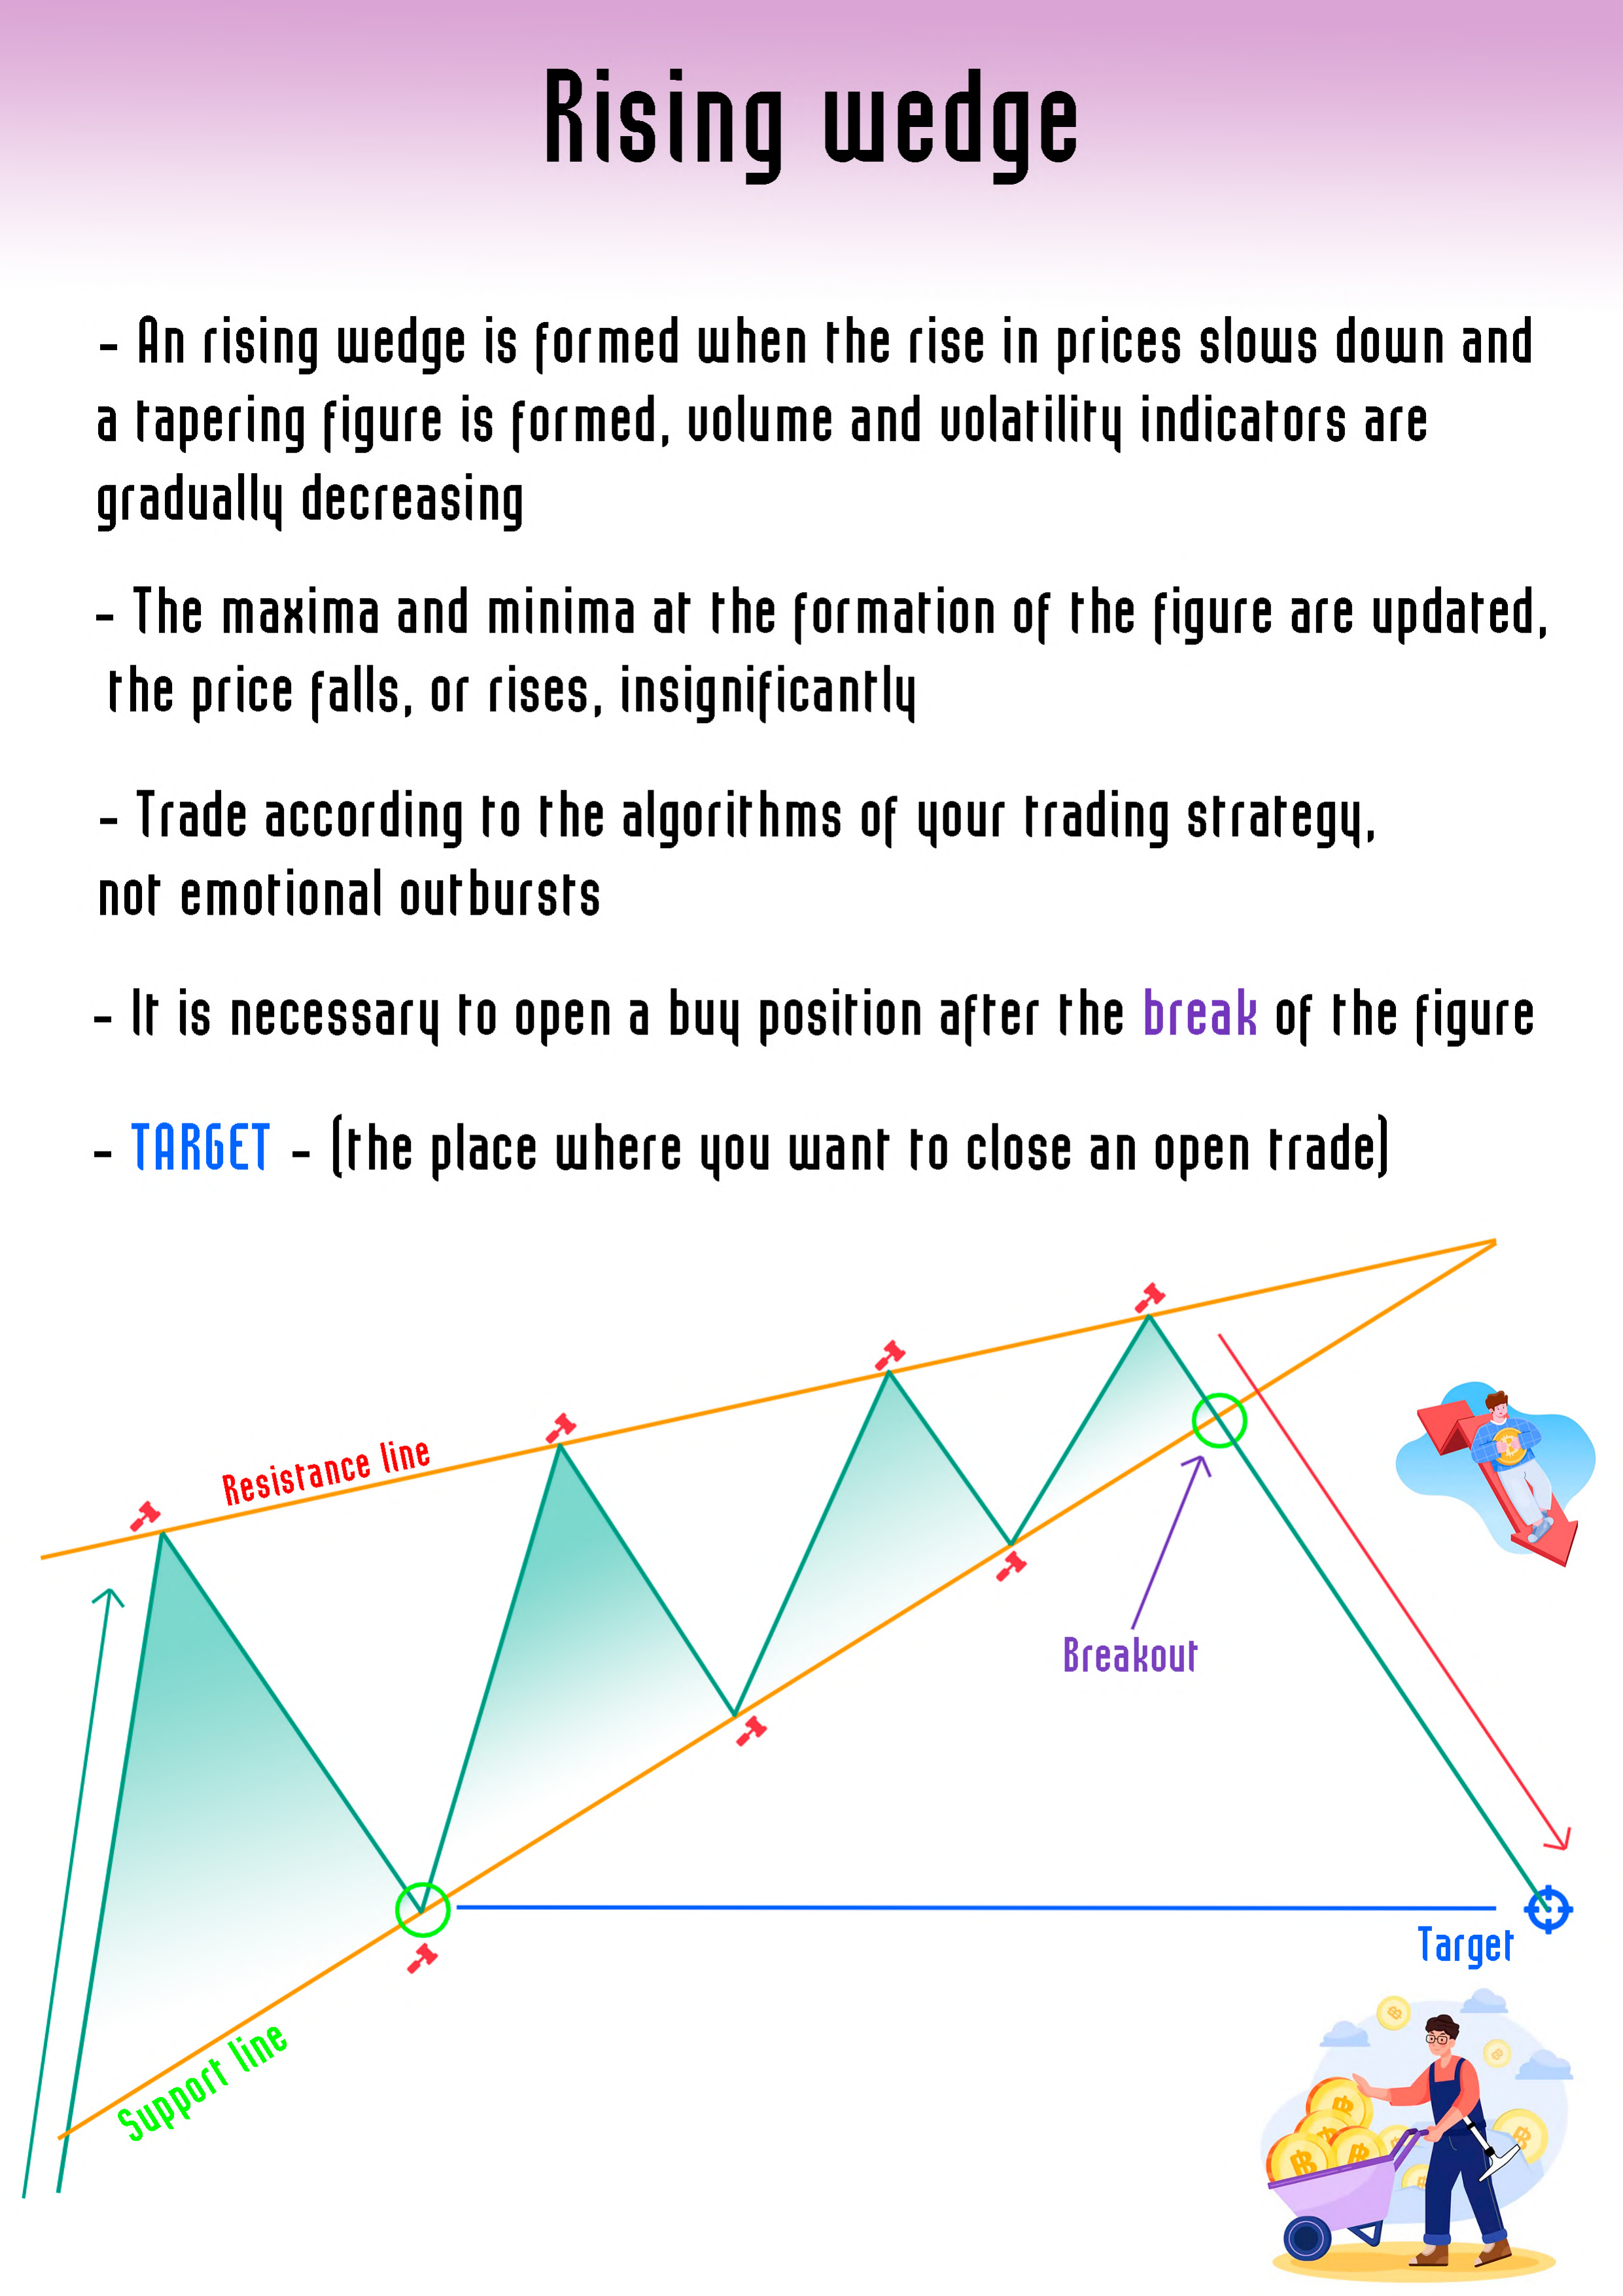 Rising wedge
- An rising wedge is formed when the rise in prices slows down and
a tapering figure is formed, volume and volatility indicators are
gradually decreasing
- The maxima and minima at the formation of the figure are updated,
the price falls, or rises, insignificantly
- Trade according to the algorithms of your trading strategy,
not emotional outbursts
- It is necessary to open a buy position after the break of the figure
- TARGET - (the place where you want to close an open trade)
Resistance line
Breakout
Target
Support line